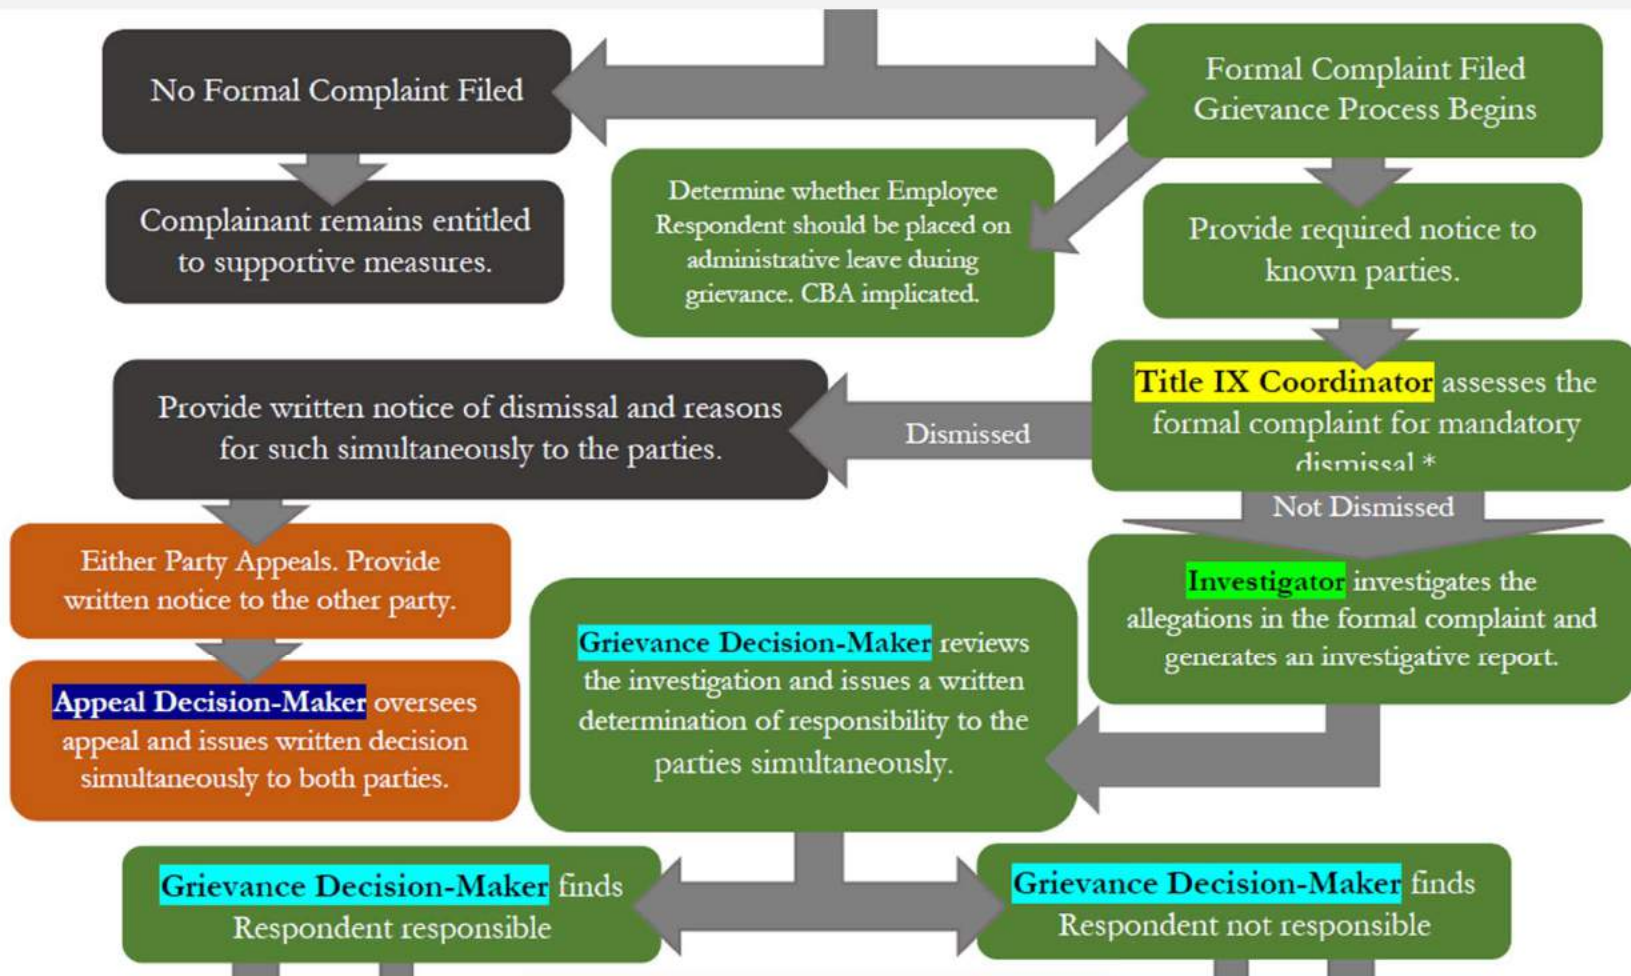 No Formal Complaint Filed
Formal Complaint Filed
Grievance Process Begins
Complainant remains entitled
to supportive measures.
Determine whether Employee
Respondent should be placed on
administrative leave during
grievance. CBA implicated.
Provide required notice to
known parties.
Title IX Coordinator assesses the
formal complaint for mandatory
dismissal *
Dismissed
Provide written notice of dismissal and reasons
for such simultaneously to the parties.
Not Dismissed
Either Party Appeals. Provide
written notice to the other party.
Appeal Decision-Maker oversees
appeal and issues written decision
simultaneously to both parties.
Investigator investigates the
allegations in the formal complaint and
generates an investigative report.
Grievance Decision-Maker reviews
the investigation and issues a written
determination of responsibility to the
parties simultaneously.
Grievance Decision-Maker finds
Respondent responsible
Grievance Decision-Maker finds
Respondent not responsible